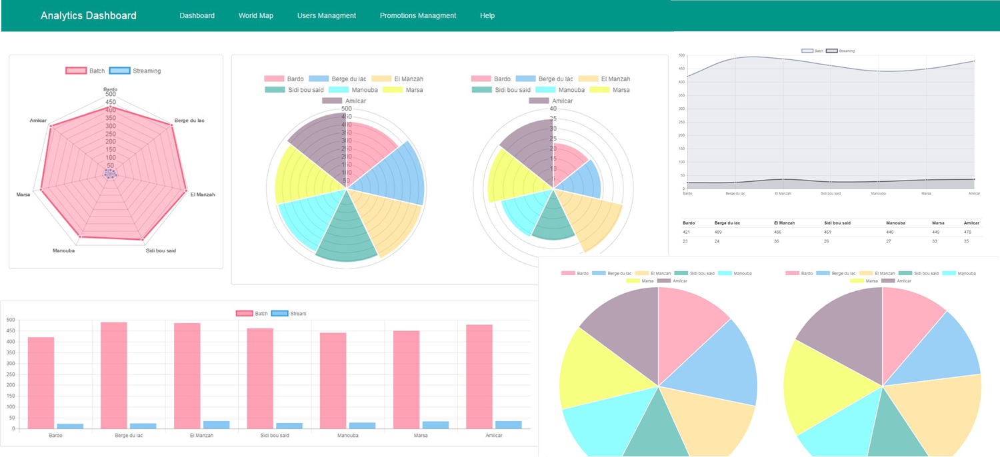 Analytics Dashboard Dashboard World Map Users Managment Promotions Managment Help
Batch Streaming
Bardo
500
450
400
350
300
250
200
150
100
50
Amilcar
Berge du lac
Marsa
El Manzah
Manouba
Sidi bou said
Bardo Berge du lac El Manzah
Sidi bou said Manouba Marsa
Amilcar
500
450
400
350
300
250
200
150
100
50
Bardo Berge du lac El Manzah
Sidi bou said Manouba Marsa
Amilcar
40
35
30
25
20
15
10
5
Batch Streaming
500
450
400
350
300
250
200
150
100
50
0
Bardo Berge du lac El Manzah Sidi bou said Manouba Marsa Amilcar
Bardo Berge du lac El Manzah Sidi bou said Manouba Marsa Amilcar
421 489 486 461 440 449 478
23 24 36 26 27 33 35
Batch Stream
500
450
400
350
300
250
200
150
100
50
0
Bardo Berge du lac El Manzah Sidi bou said Manouba Marsa Amilcar
Bardo Berge du lac El Manzah Sidi bou said Manouba
Marsa Amilcar
Bardo Berge du lac El Manzah Sidi bou said Manouba
Marsa Amilcar